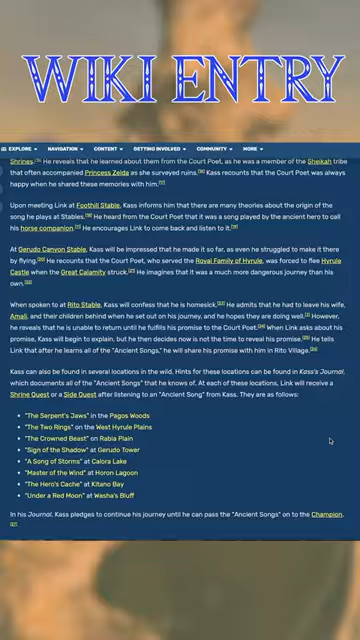 WIKI ENTRY
EXPLORE NAVIGATION CONTENT GETTING INVOLVED COMMUNITY MORE
Shrines. He reveals that he learned about them from the Court Poet, as he was a member of the Sheikah
tribe that often accompanied Princess Zelda as she surveyed ruins. Kass recounts that the Court Poet was always
happy when he shared these memories with him.
Upon meeting Link at Foothill Stable, Kass informs him that there are many theories about the origin of the
song he plays at Stables. He heard from the Court Poet that it was a song played by the ancient hero to call
his horse companion. He encourages Link to come back and listen to it.
At Gerudo Canyon Stable, Kass will be impressed that he made it so far, as even he struggled to make it there
by flying. He recounts that the Court Poet, who served the Royal Family of Hyrule, was forced to flee Hyrule
Castle when the Great Calamity struck. He imagines that it was a much more dangerous journey than his
own.
When spoken to at Rito Stable, Kass will confess that he is homesick. He admits that he had to leave his wife,
Amali, and their children behind when he set out on his journey, and he hopes they are doing well. However,
he reveals that he is unable to return until he fulfills his promise to the Court Poet. When Link asks about his
promise, Kass will begin to explain, but he then decides now is not the time to reveal his promise. He tells
Link that after he learns all of the "Ancient Songs," he will share his promise with him in Rito Village.
Kass can also be found in several locations in the wild, Hints for these locations can be found in Kass's Journal,
which documents all of the "Ancient Songs" that he knows of. At each of these locations, Link will receive a
Shrine Quest or a Side Quest after listening to an "Ancient Song" from Kass. They are as follows:
• "The Serpent's Jaws" in the Pagos Woods
• "The Two Rings" on the West Hyrule Plains
• "The Crowned Beast" on Rabia Plain
• "Sign of the Shadow" at Gerudo Tower
• "A Song of Storms" at Calora Lake
• "Master of the Wind" at Horon Lagoon
• "The Hero's Cache" at Kitano Bay
• "Under a Red Moon" at Washa's Bluff
In his Journal, Kass pledges to continue his journey until he can pass the "Ancient Songs" on to the Champion.